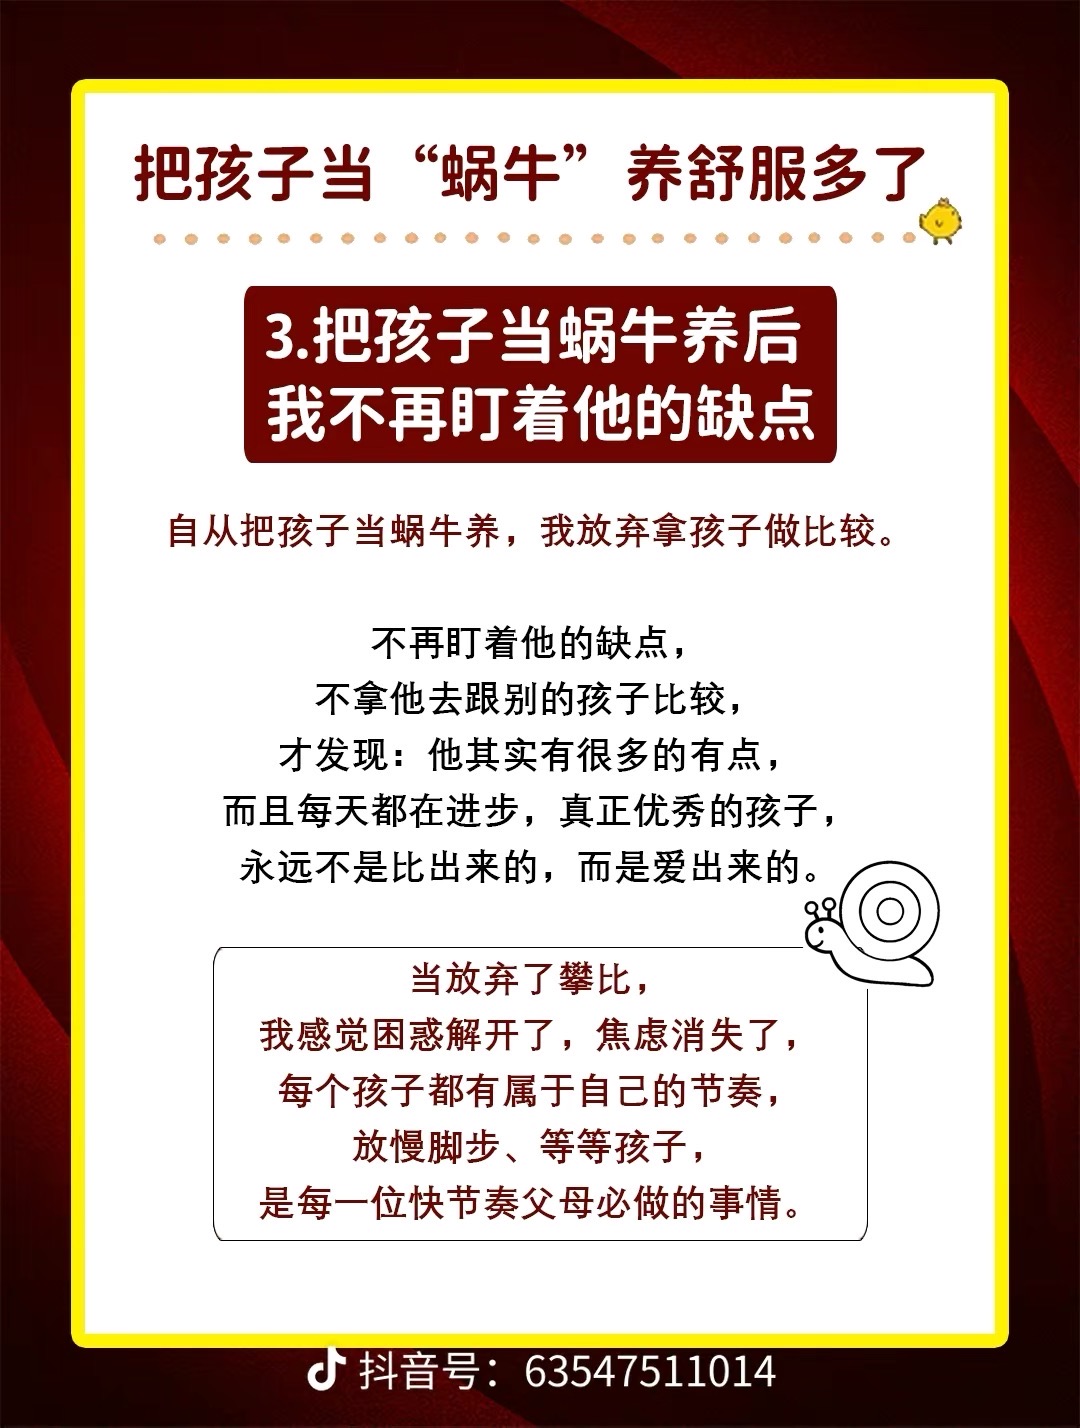 把孩子当“蜗牛”养舒服多了
3.把孩子当蜗牛养后
我不再盯着他的缺点
自从把孩子当蜗牛养，我放弃拿孩子做比较。
不再盯着他的缺点，
不拿他去跟别的孩子比较，
才发现：他其实有很多的有点，
而且每天都在进步，真正优秀的孩子，
永远不是比出来的，而是爱出来的。
当放弃了攀比，
我感觉困惑解开了，焦虑消失了，
每个孩子都有属于自己的节奏，
放慢脚步、等等孩子，
是每一位快节奏父母必做的事情。
抖音号：63547511014